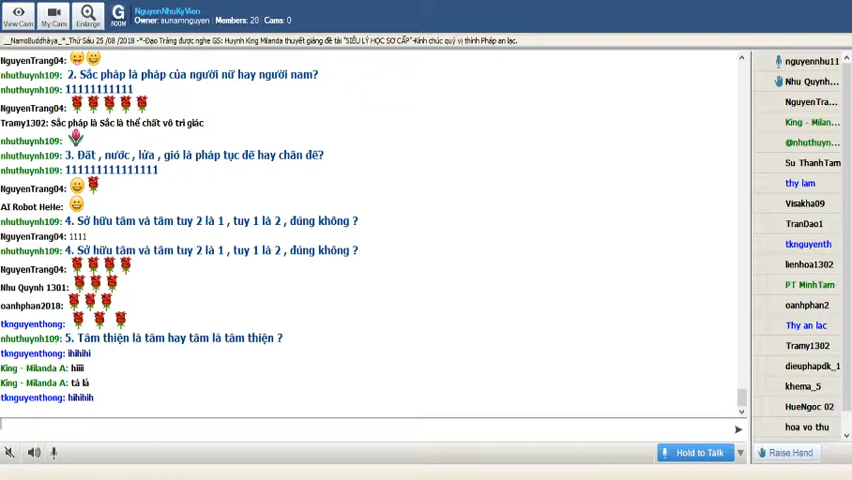 View Cam
My Cam
Enlarge
G
ROOM
NguyenNhuKyVien
Owner: sunamnguyen | Members: 20 Cams: 0
__NamoBuddhàya_*_Thứ Sáu 25 /08 /2018 -*-Đạo Tràng được nghe GS: Huynh King Milanda thuyết giảng đề tài "SIÊU LÝ HỌC SƠ CẤP"-Kính chúc quý vị thính Pháp an lạc.
NguyenTrang04:
nhuthuynh109: 2. Sắc pháp là pháp của người nữ hay người nam?
nhuthuynh109: 11111111111
NguyenTrang04:
Tramy1302: Sắc pháp là Sắc là thể chất vô tri giác
nhuthuynh109:
nhuthuynh109: 3. Đất , nước , lửa , gió là pháp tục đế hay chân đế?
nhuthuynh109: 111111111111111
NguyenTrang04:
AI Robot HeHe:
nhuthuynh109: 4. Sở hữu tâm và tâm tuy 2 là 1 , tuy 1 là 2 , đúng không ?
NguyenTrang04: 1111
nhuthuynh109: 4. Sở hữu tâm và tâm tuy 2 là 1 , tuy 1 là 2 , đúng không ?
NguyenTrang04:
Nhu Quynh 1301:
oanhphan2018:
tknguyenthong:
nhuthuynh109: 5. Tâm thiện là tâm hay tâm là tâm thiện ?
tknguyenthong: ihihihi
King - Milanda A: hiiii
King - Milanda A: tá lả
tknguyenthong: hihihih
nguyennhu11
Nhu Quynh...
NguyenTra...
King - Milan...
@nhuthuyn...
Su ThanhTam
thy lam
Visakha09
TranDao1
tknguyenth
lienhoa1302
PT MinhTam
oanhphan2
Thy an lac
Tramy1302
dieuphapdk_1
khema_5
HueNgoc 02
hoa vo thu
Hold to Talk
Raise Hand